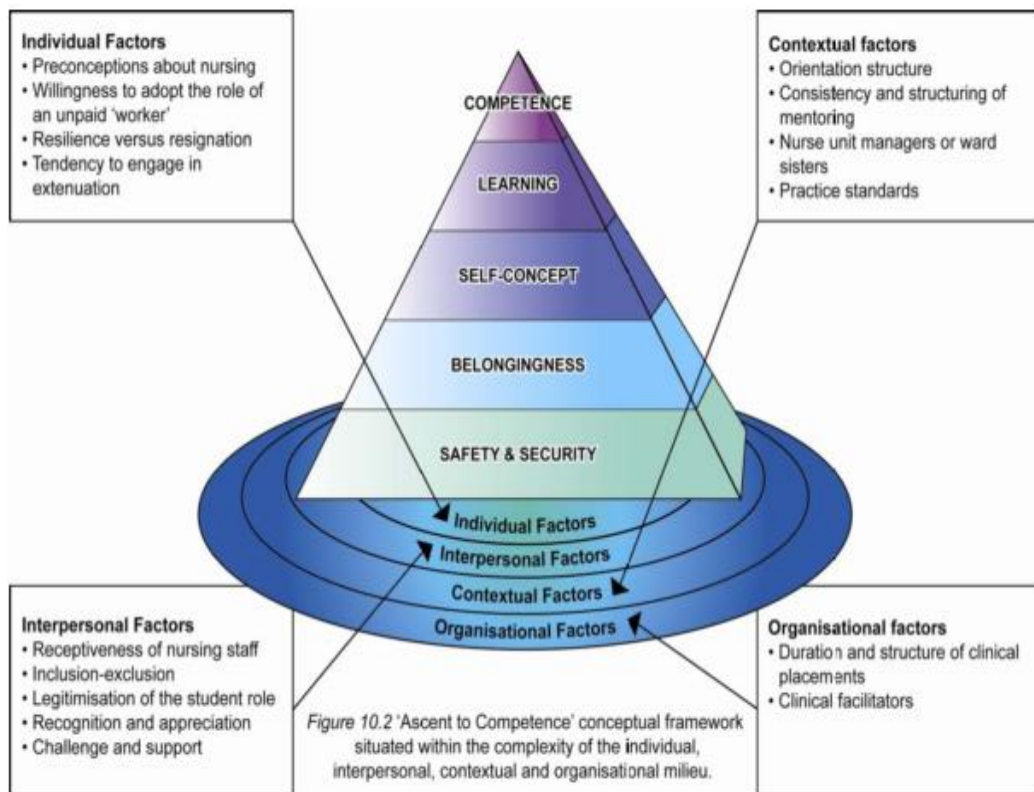 Individual Factors
• Preconceptions about nursing
• Willingness to adopt the role of
an unpaid ‘worker’
• Resilience versus resignation
• Tendency to engage in
extenuation
Contextual factors
• Orientation structure
• Consistency and structuring of
mentoring
• Nurse unit managers or ward
sisters
• Practice standards
COMPETENCE
LEARNING
SELF-CONCEPT
BELONGINGNESS
SAFETY & SECURITY
Individual Factors
Interpersonal Factors
Contextual Factors
Organisational Factors
Interpersonal Factors
• Receptiveness of nursing staff
• Inclusion-exclusion
• Legitimisation of the student role
• Recognition and appreciation
• Challenge and support
Organisational factors
• Duration and structure of clinical
placements
• Clinical facilitators
Figure 10.2 ‘Ascent to Competence’ conceptual framework
situated within the complexity of the individual,
interpersonal, contextual and organisational milieu.